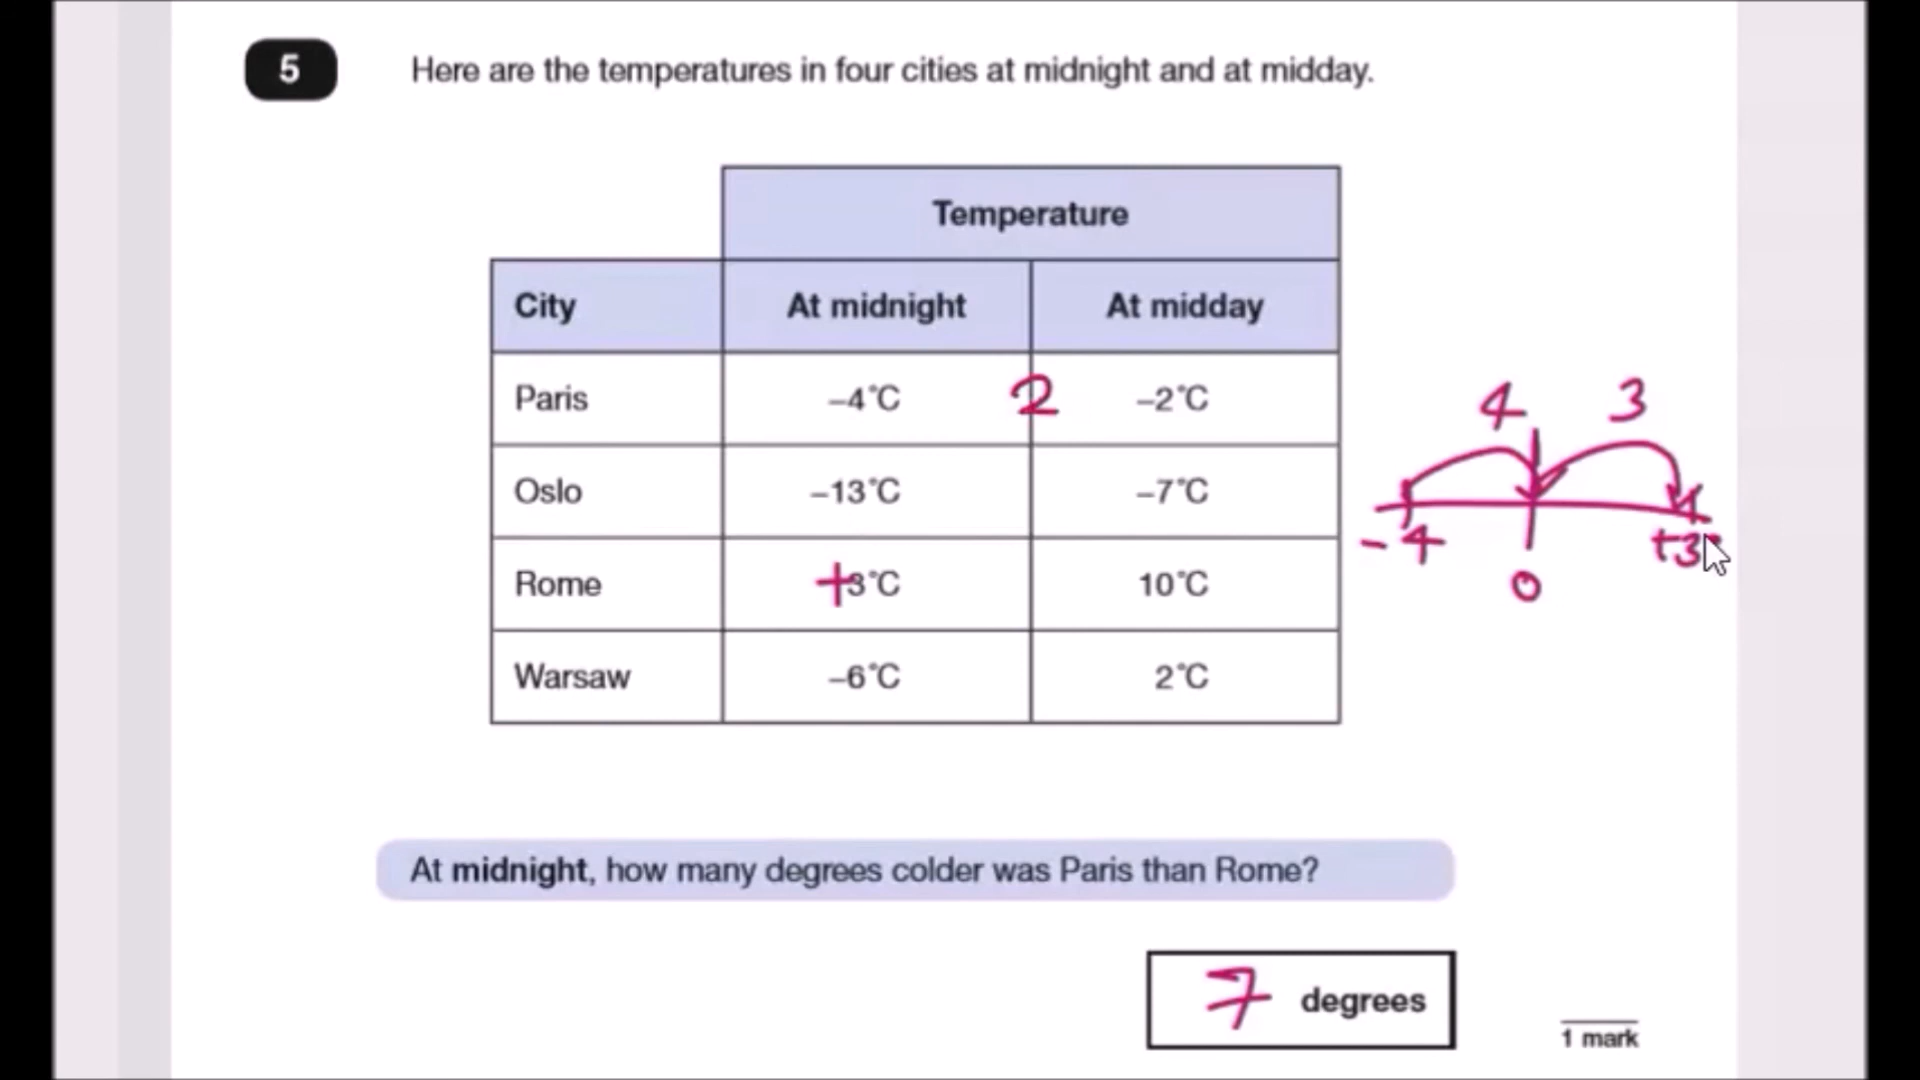 5 Here are the temperatures in four cities at midnight and at midday.
Temperature
City At midnight At midday
Paris –4°C 2 –2°C
Oslo –13°C –7°C
Rome +3°C 10°C
Warsaw –6°C 2°C
4 3
-4 0 +3
At midnight, how many degrees colder was Paris than Rome?
7 degrees
1 mark